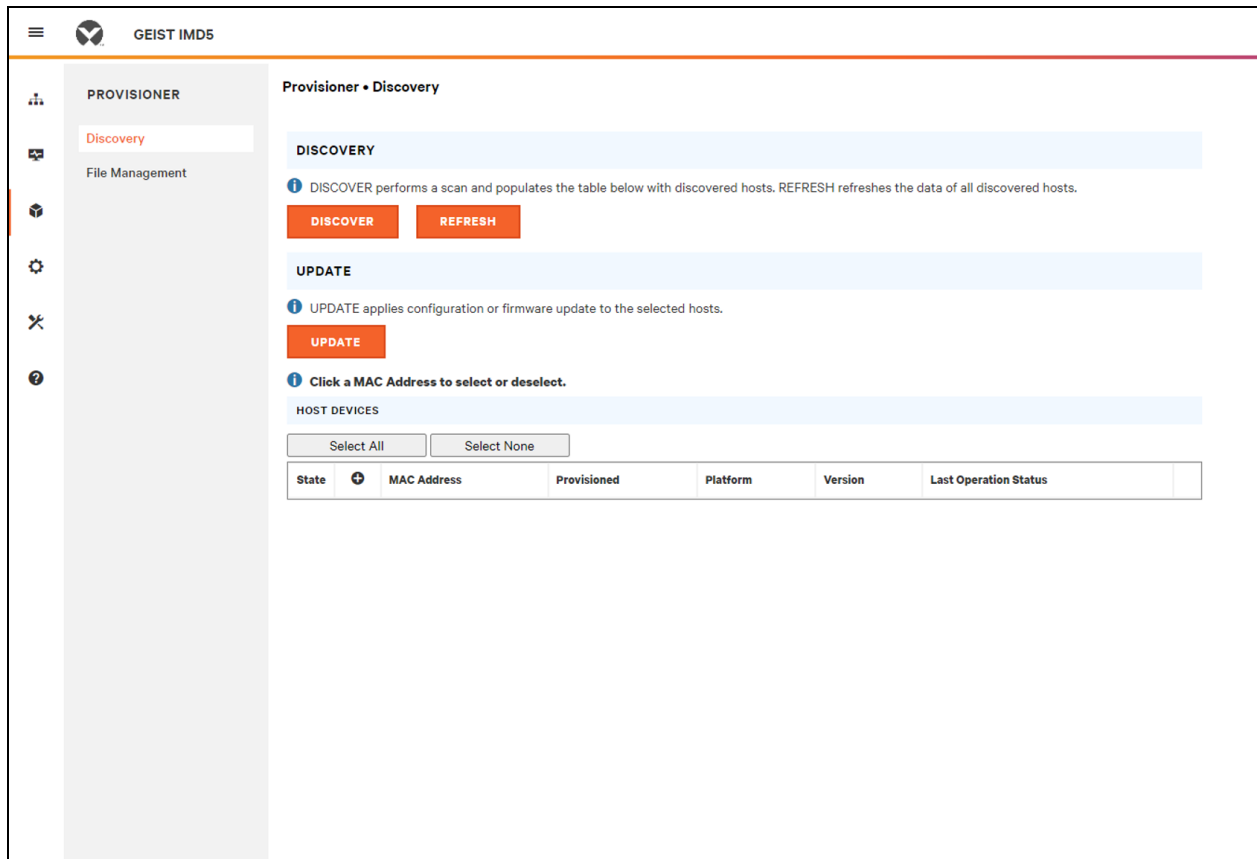 GEIST IMD5
PROVISIONER
Discovery
File Management
Provisioner • Discovery
DISCOVERY
DISCOVER performs a scan and populates the table below with discovered hosts. REFRESH refreshes the data of all discovered hosts.
DISCOVER REFRESH
UPDATE
UPDATE applies configuration or firmware update to the selected hosts.
UPDATE
Click a MAC Address to select or deselect.
HOST DEVICES
Select All Select None
State MAC Address Provisioned Platform Version Last Operation Status